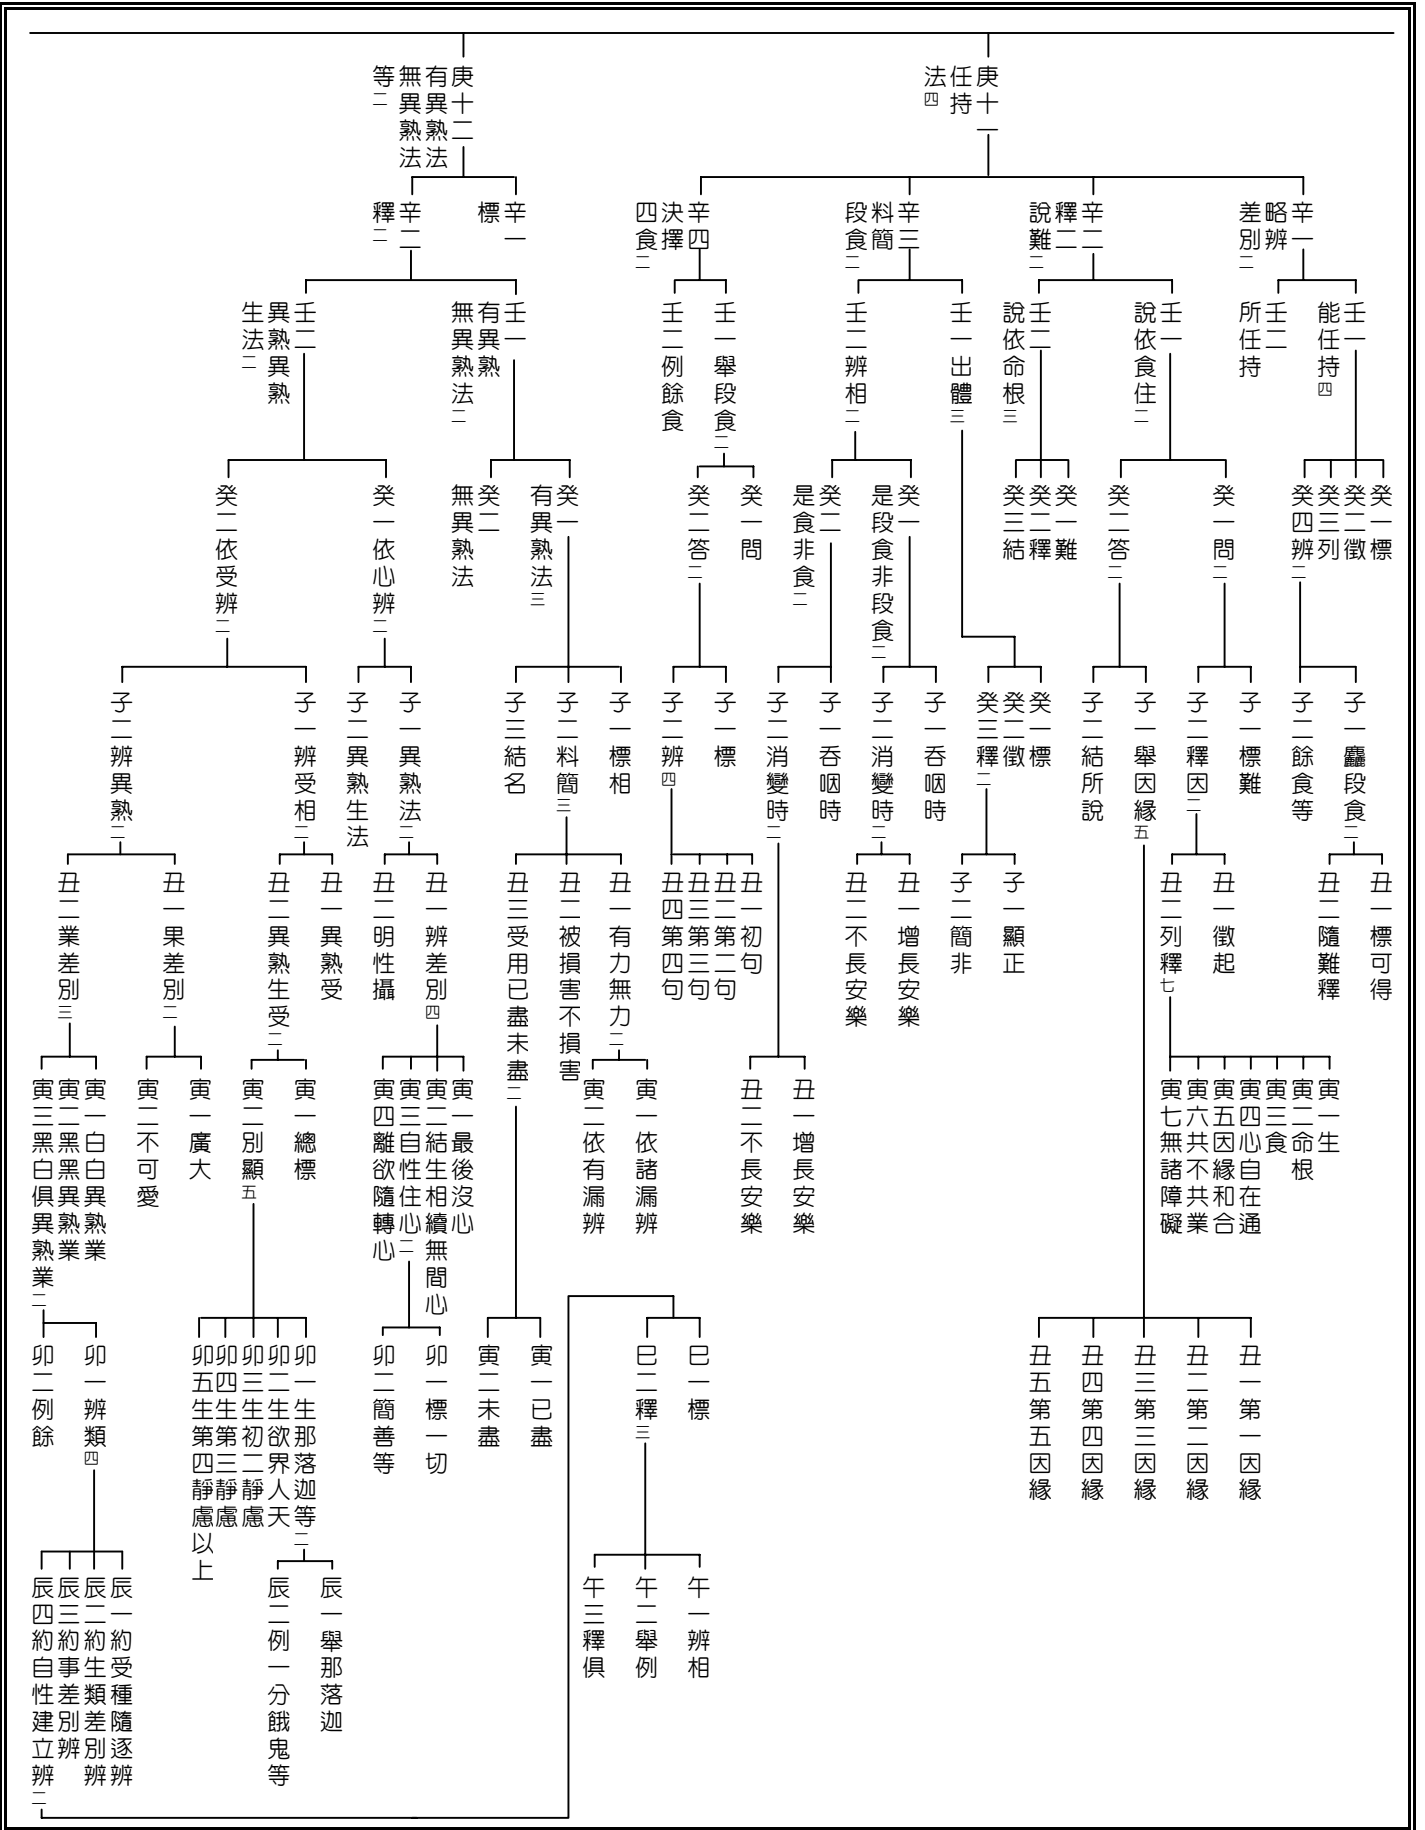 庚十一
任持
法四
庚十二
有異熟法
無異熟法
等二
辛一
略辨
差別二
辛二
釋二
說難二
辛三
料簡
段食二
辛四
決擇
四食二
辛一
標
辛二
釋二
壬一
能任持四
壬二
所任持
壬一
說依食住二
壬二
說依命根三
壬一出體三
壬二辨相二
壬一舉段食二
壬二例餘食
壬一
有異熟
無異熟法二
壬二
異熟異熟
生法二
癸一標
癸二徵
癸三列
癸四辨二
癸一問二
癸二答二
癸一難
癸二釋
癸三結
癸一
是段食非段食二
癸二
是食非食二
癸一問
癸二答二
癸一
有異熟法三
癸二
無異熟法
癸一依心辨二
癸二依受辨二
子一麤段食二
子二餘食等
子一標難
子二釋因二
子一舉因緣五
子二結所說
癸一標
癸二徵
癸三釋二
子一吞咽時
子二消變時二
子一吞咽時
子二消變時二
子一標
子二辨四
子一標相
子二料簡三
子三結名
子一異熟法二
子二異熟生法
子一辨受相二
子二辨異熟二
丑一標可得
丑二隨難釋
丑一徵起
丑二列釋七
子一顯正
子二簡非
丑一增長安樂
丑二不長安樂
丑一初句
丑二第二句
丑三第三句
丑四第四句
丑一有力無力二
丑二被損害不損害
丑三受用已盡未盡二
丑一辨差別四
丑二明性攝
丑一異熟受
丑二異熟生受二
丑一果差別二
丑二業差別三
寅一生
寅二命根
寅三食
寅四心自在通
寅五因緣和合
寅六共不共業
寅七無諸障礙
丑一增長安樂
丑二不長安樂
寅一依諸漏辨
寅二依有漏辨
寅一最後沒心
寅二結生相續無間心
寅三自性住心二
寅四離欲隨轉心
寅一總標
寅二別顯五
寅一廣大
寅二不可愛
寅一白白異熟業
寅二黑黑異熟業
寅三黑白俱異熟業二
丑一第一因緣
丑二第二因緣
丑三第三因緣
丑四第四因緣
丑五第五因緣
巳一標
巳二釋三
寅一已盡
寅二未盡
卯一標一切
卯二簡善等
卯一生那落迦等二
卯二生欲界人天
卯三生初二靜慮
卯四生第三靜慮
卯五生第四靜慮以上
卯一辨類四
卯二例餘
午一辨相
午二舉例
午三釋俱
辰一舉那落迦
辰二例一分餓鬼等
辰一約受種隨逐辨
辰二約生類差別辨
辰三約事差別辨
辰四約自性建立辨二